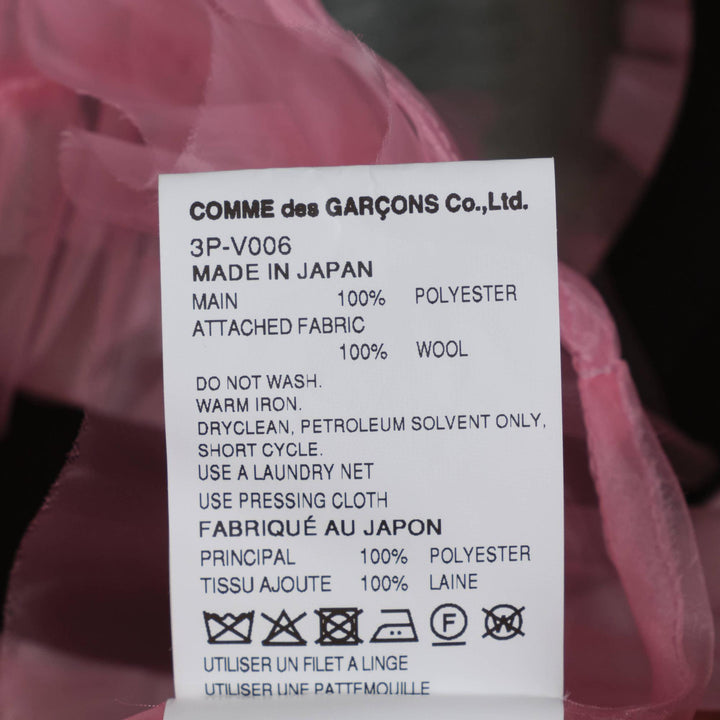 COMME des GARÇONS Co.,Ltd.
3P-V006
MADE IN JAPAN
MAIN 100% POLYESTER
ATTACHED FABRIC
100% WOOL
DO NOT WASH.
WARM IRON.
DRYCLEAN, PETROLEUM SOLVENT ONLY,
SHORT CYCLE.
USE A LAUNDRY NET
USE PRESSING CLOTH
FABRIQUÉ AU JAPON
PRINCIPAL 100% POLYESTER
TISSU AJOUTE 100% LAINE
F W
UTILISER UN FILET A LINGE
UTILISER UNE PATTEMOUILLE